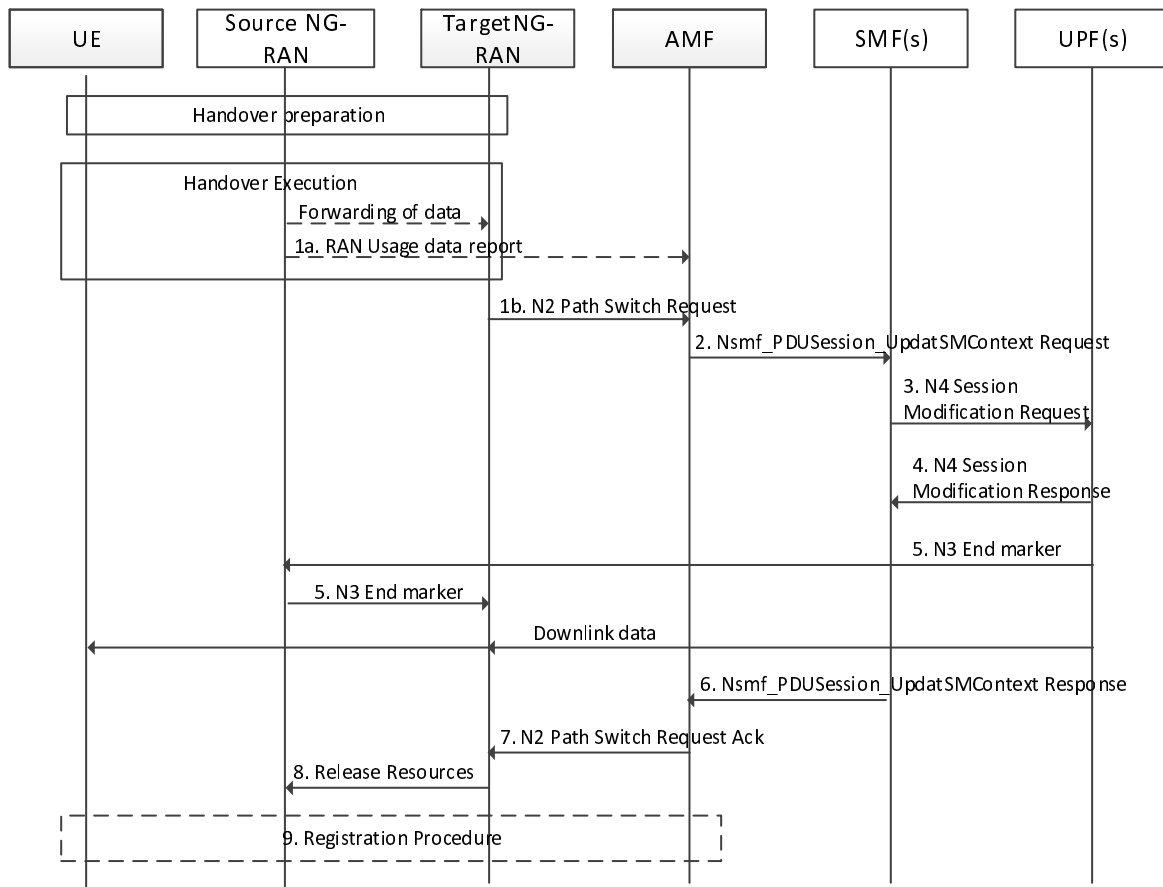 UE
Source NG-
RAN
TargetNG-
RAN
AMF
SMF(s)
UPF(s)
Handover preparation
Handover Execution
Forwarding of data
1a. RAN Usage data report
1b. N2 Path Switch Request
2. Nsmf_PDUSession_UpdatSMContext Request
3. N4 Session
Modification Request
4. N4 Session
Modification Response
5. N3 End marker
5. N3 End marker
Downlink data
6. Nsmf_PDUSession_UpdatSMContext Response
7. N2 Path Switch Request Ack
8. Release Resources
9. Registration Procedure